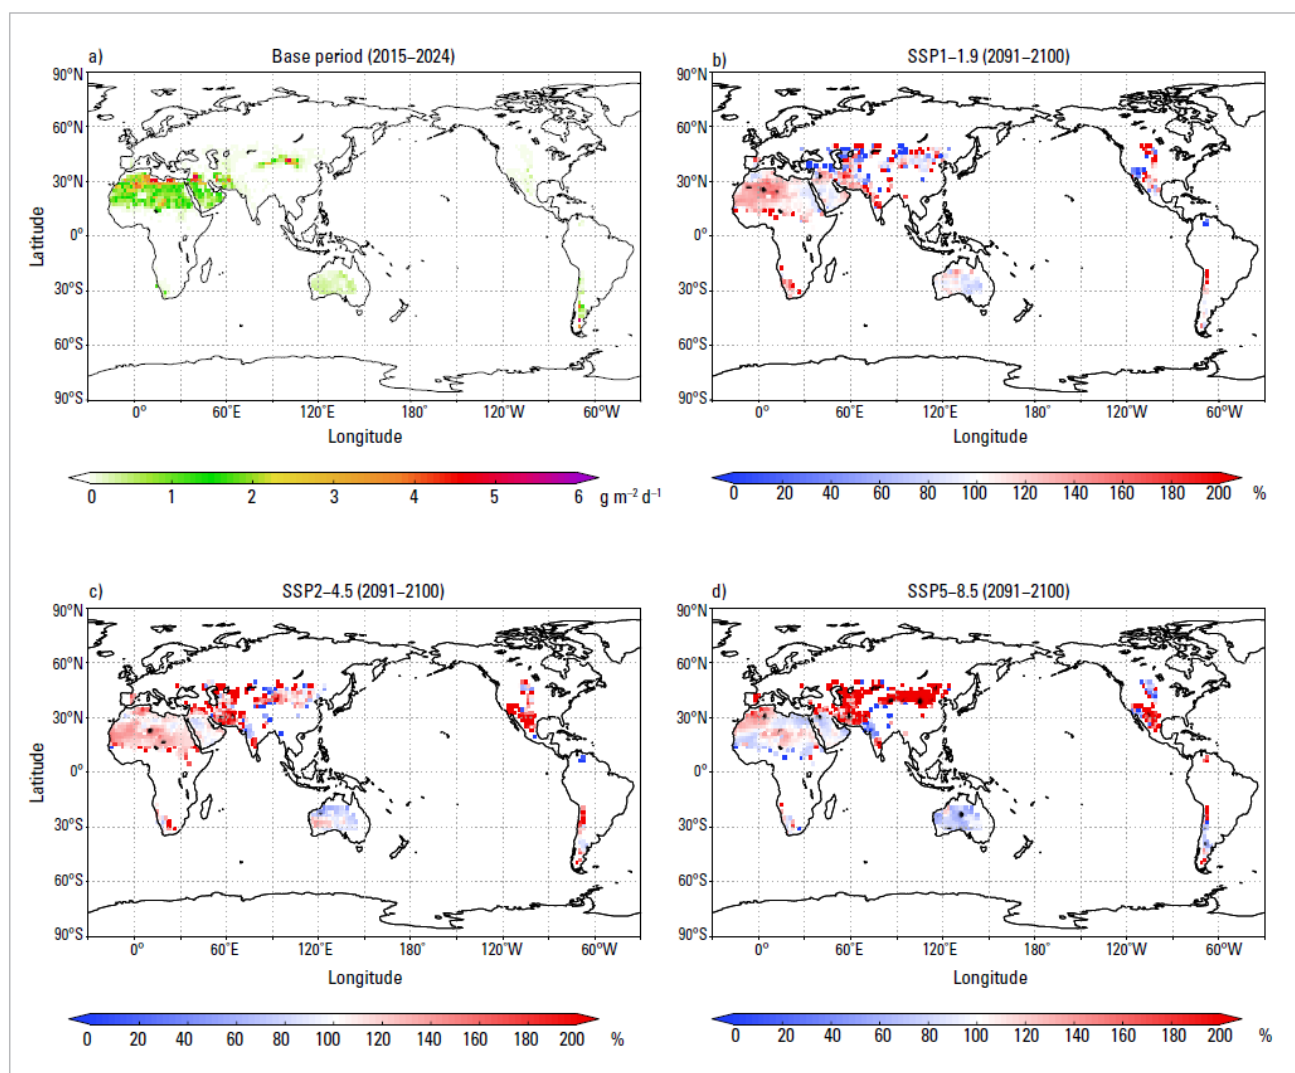 a) Base period (2015–2024)
90°N
60°N
30°N
0°
30°S
60°S
90°S
Latitude
0° 60°E 120°E 180° 120°W 60°W
Longitude
0 1 2 3 4 5 6 g m⁻² d⁻¹
b) SSP1–1.9 (2091–2100)
90°N
60°N
30°N
0°
30°S
60°S
90°S
0° 60°E 120°E 180° 120°W 60°W
Longitude
0 20 40 60 80 100 120 140 160 180 200 %
c) SSP2–4.5 (2091–2100)
90°N
60°N
30°N
0°
30°S
60°S
90°S
Latitude
0° 60°E 120°E 180° 120°W 60°W
Longitude
0 20 40 60 80 100 120 140 160 180 200 %
d) SSP5–8.5 (2091–2100)
90°N
60°N
30°N
0°
30°S
60°S
90°S
0° 60°E 120°E 180° 120°W 60°W
Longitude
0 20 40 60 80 100 120 140 160 180 200 %